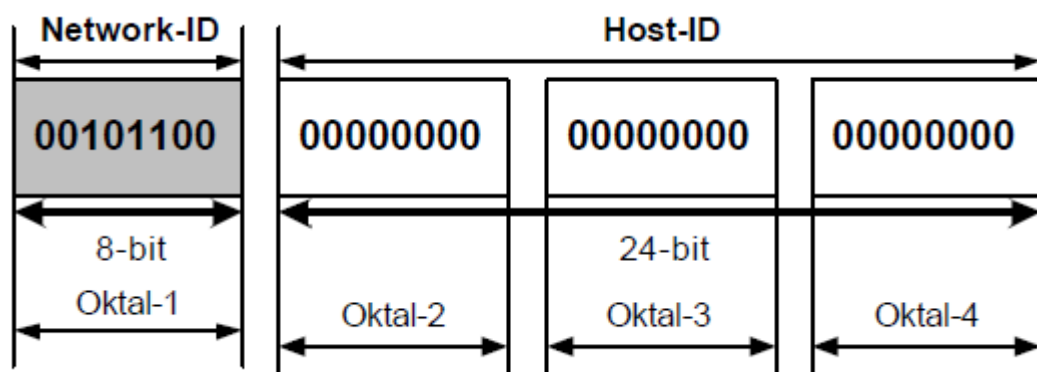 Network-ID Host-ID
00101100 00000000 00000000 00000000
8-bit 24-bit
Oktal-1 Oktal-2 Oktal-3 Oktal-4